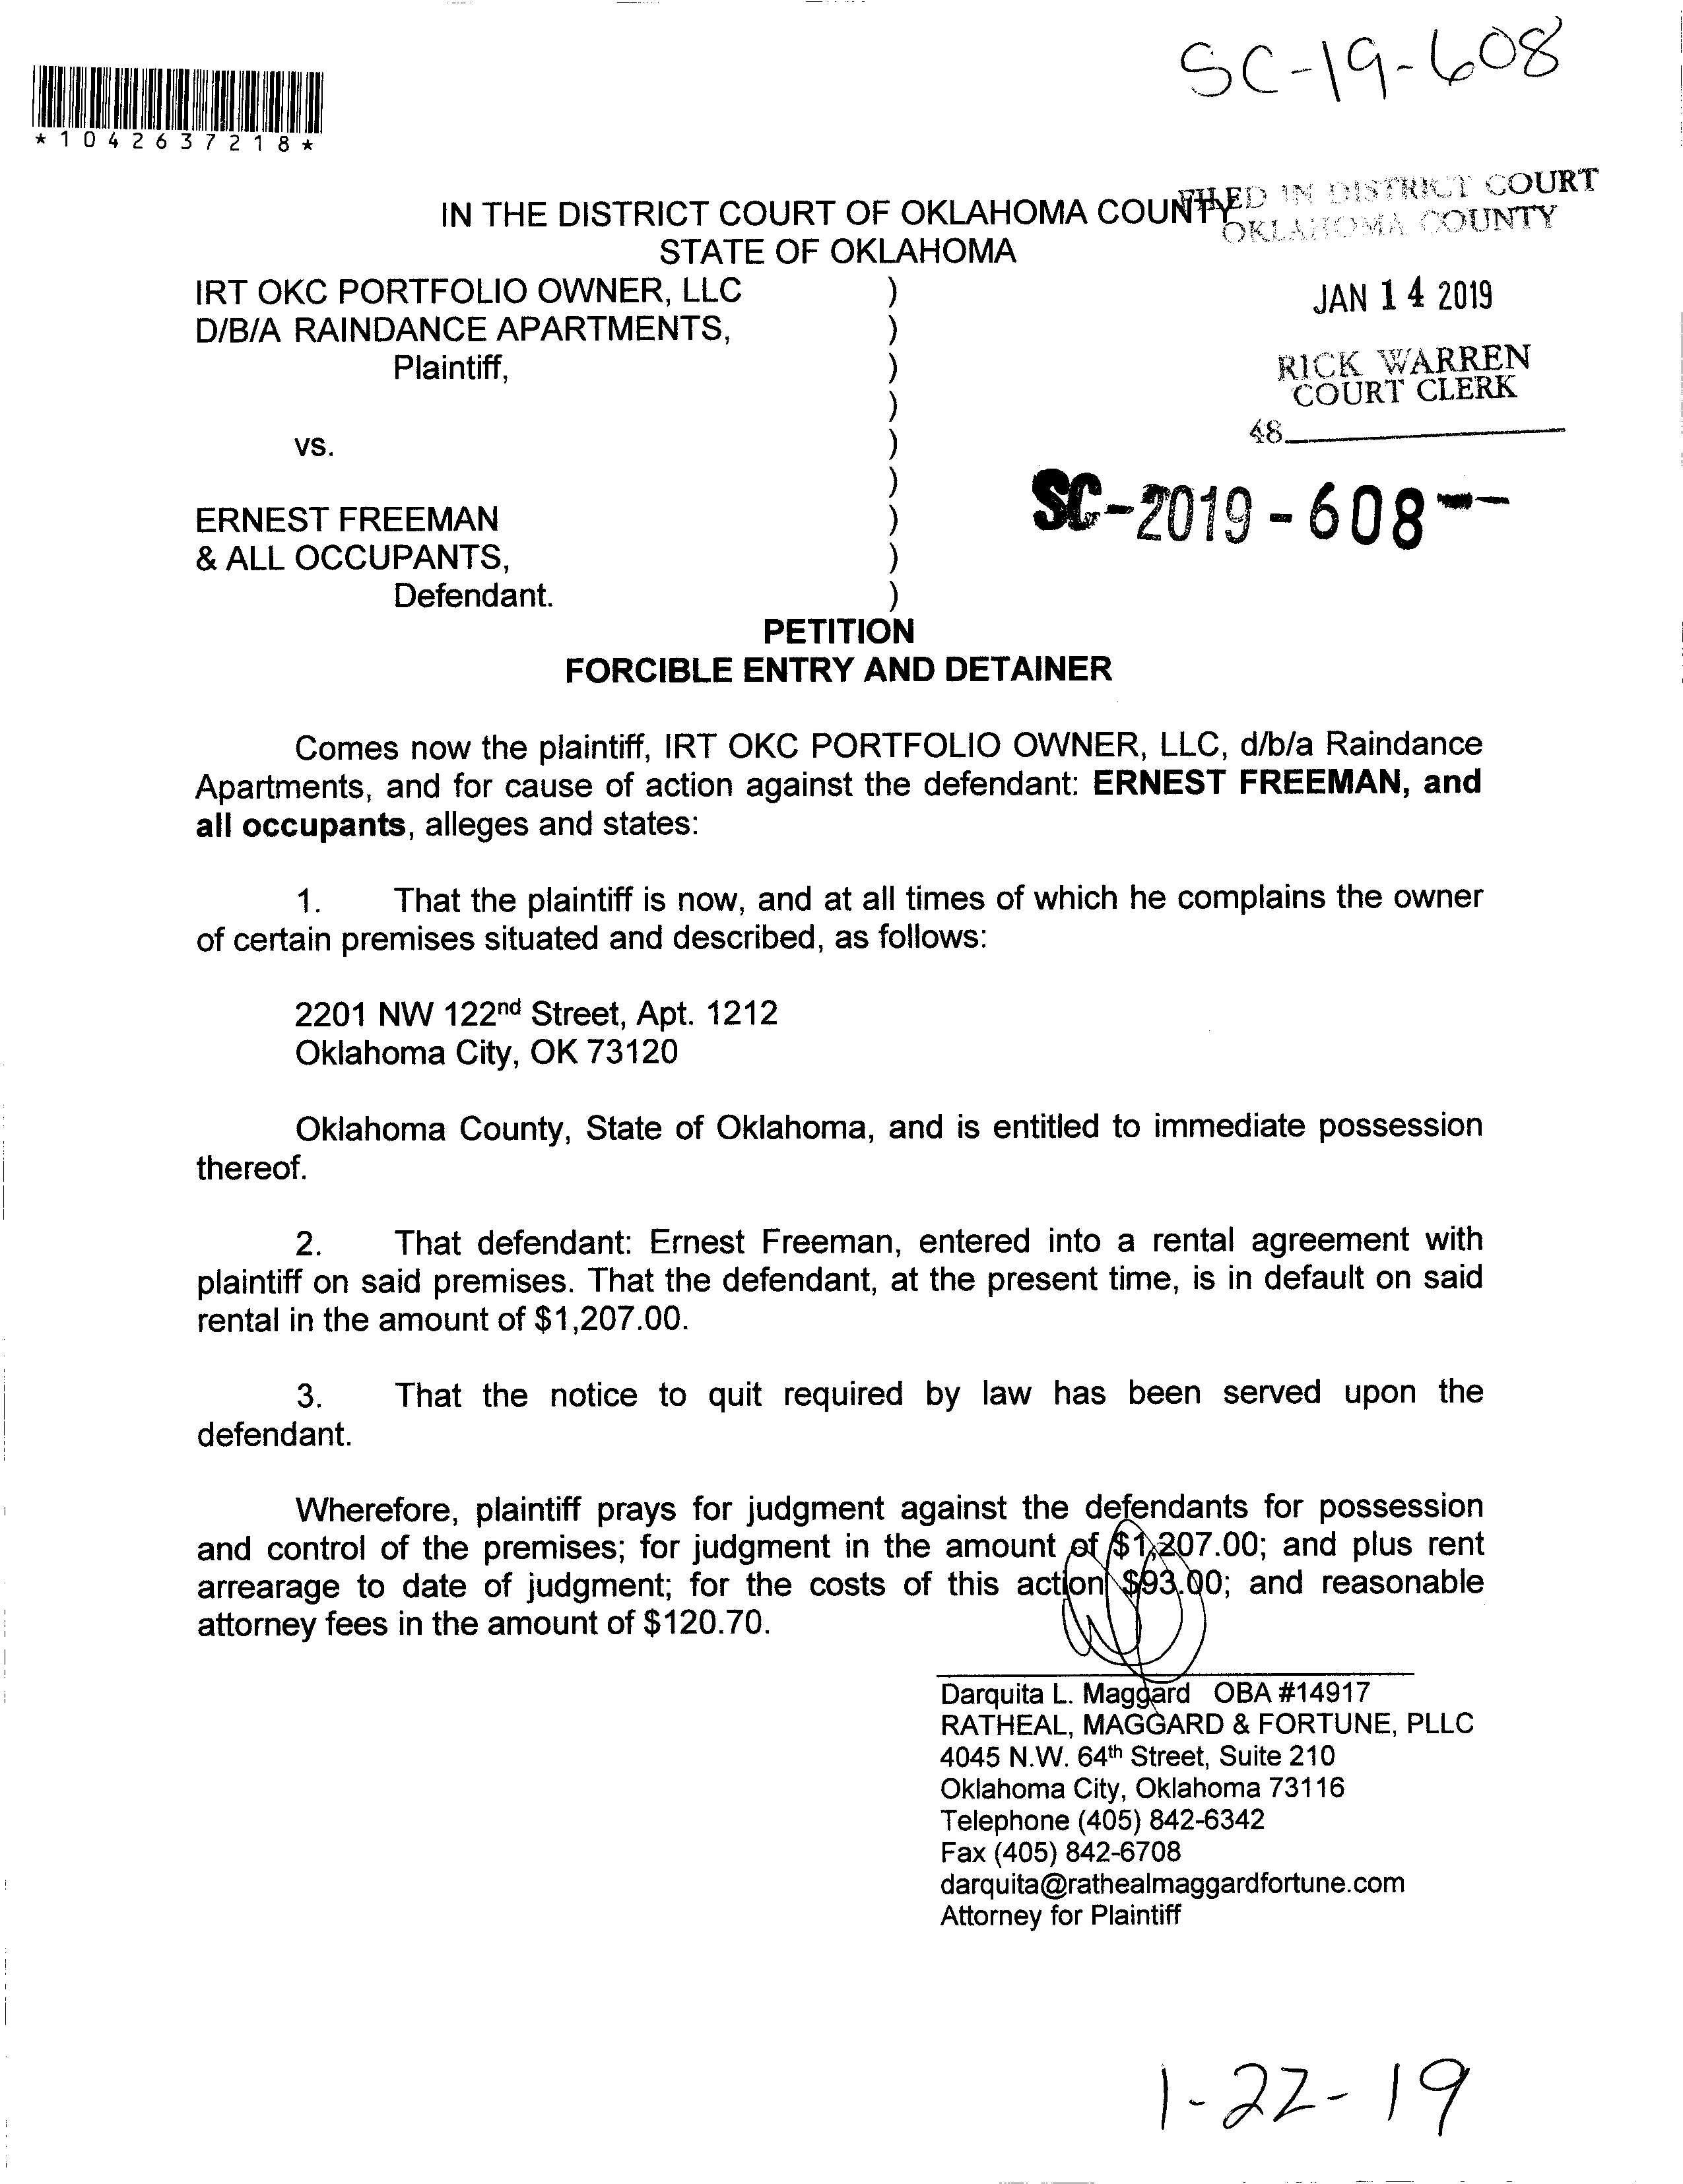 SC-19-608
*1042637218*
FILED IN DISTRICT COURT
OKLAHOMA COUNTY
IN THE DISTRICT COURT OF OKLAHOMA COUNTY
STATE OF OKLAHOMA
IRT OKC PORTFOLIO OWNER, LLC )
D/B/A RAINDANCE APARTMENTS, )
Plaintiff, )
)
vs. )
)
ERNEST FREEMAN )
& ALL OCCUPANTS, )
Defendant. )
JAN 14 2019
RICK WARREN
COURT CLERK
48
SC-2019-608--
PETITION
FORCIBLE ENTRY AND DETAINER
Comes now the plaintiff, IRT OKC PORTFOLIO OWNER, LLC, d/b/a Raindance
Apartments, and for cause of action against the defendant: ERNEST FREEMAN, and
all occupants, alleges and states:
1. That the plaintiff is now, and at all times of which he complains the owner
of certain premises situated and described, as follows:
2201 NW 122nd Street, Apt. 1212
Oklahoma City, OK 73120
Oklahoma County, State of Oklahoma, and is entitled to immediate possession
thereof.
2. That defendant: Ernest Freeman, entered into a rental agreement with
plaintiff on said premises. That the defendant, at the present time, is in default on said
rental in the amount of $1,207.00.
3. That the notice to quit required by law has been served upon the
defendant.
Wherefore, plaintiff prays for judgment against the defendants for possession
and control of the premises; for judgment in the amount of $1,207.00; and plus rent
arrearage to date of judgment; for the costs of this action $93.00; and reasonable
attorney fees in the amount of $120.70.
Darquita L. Maggard OBA #14917
RATHEAL, MAGGARD & FORTUNE, PLLC
4045 N.W. 64th Street, Suite 210
Oklahoma City, Oklahoma 73116
Telephone (405) 842-6342
Fax (405) 842-6708
darquita@rathealmaggardfortune.com
Attorney for Plaintiff
1-22-19